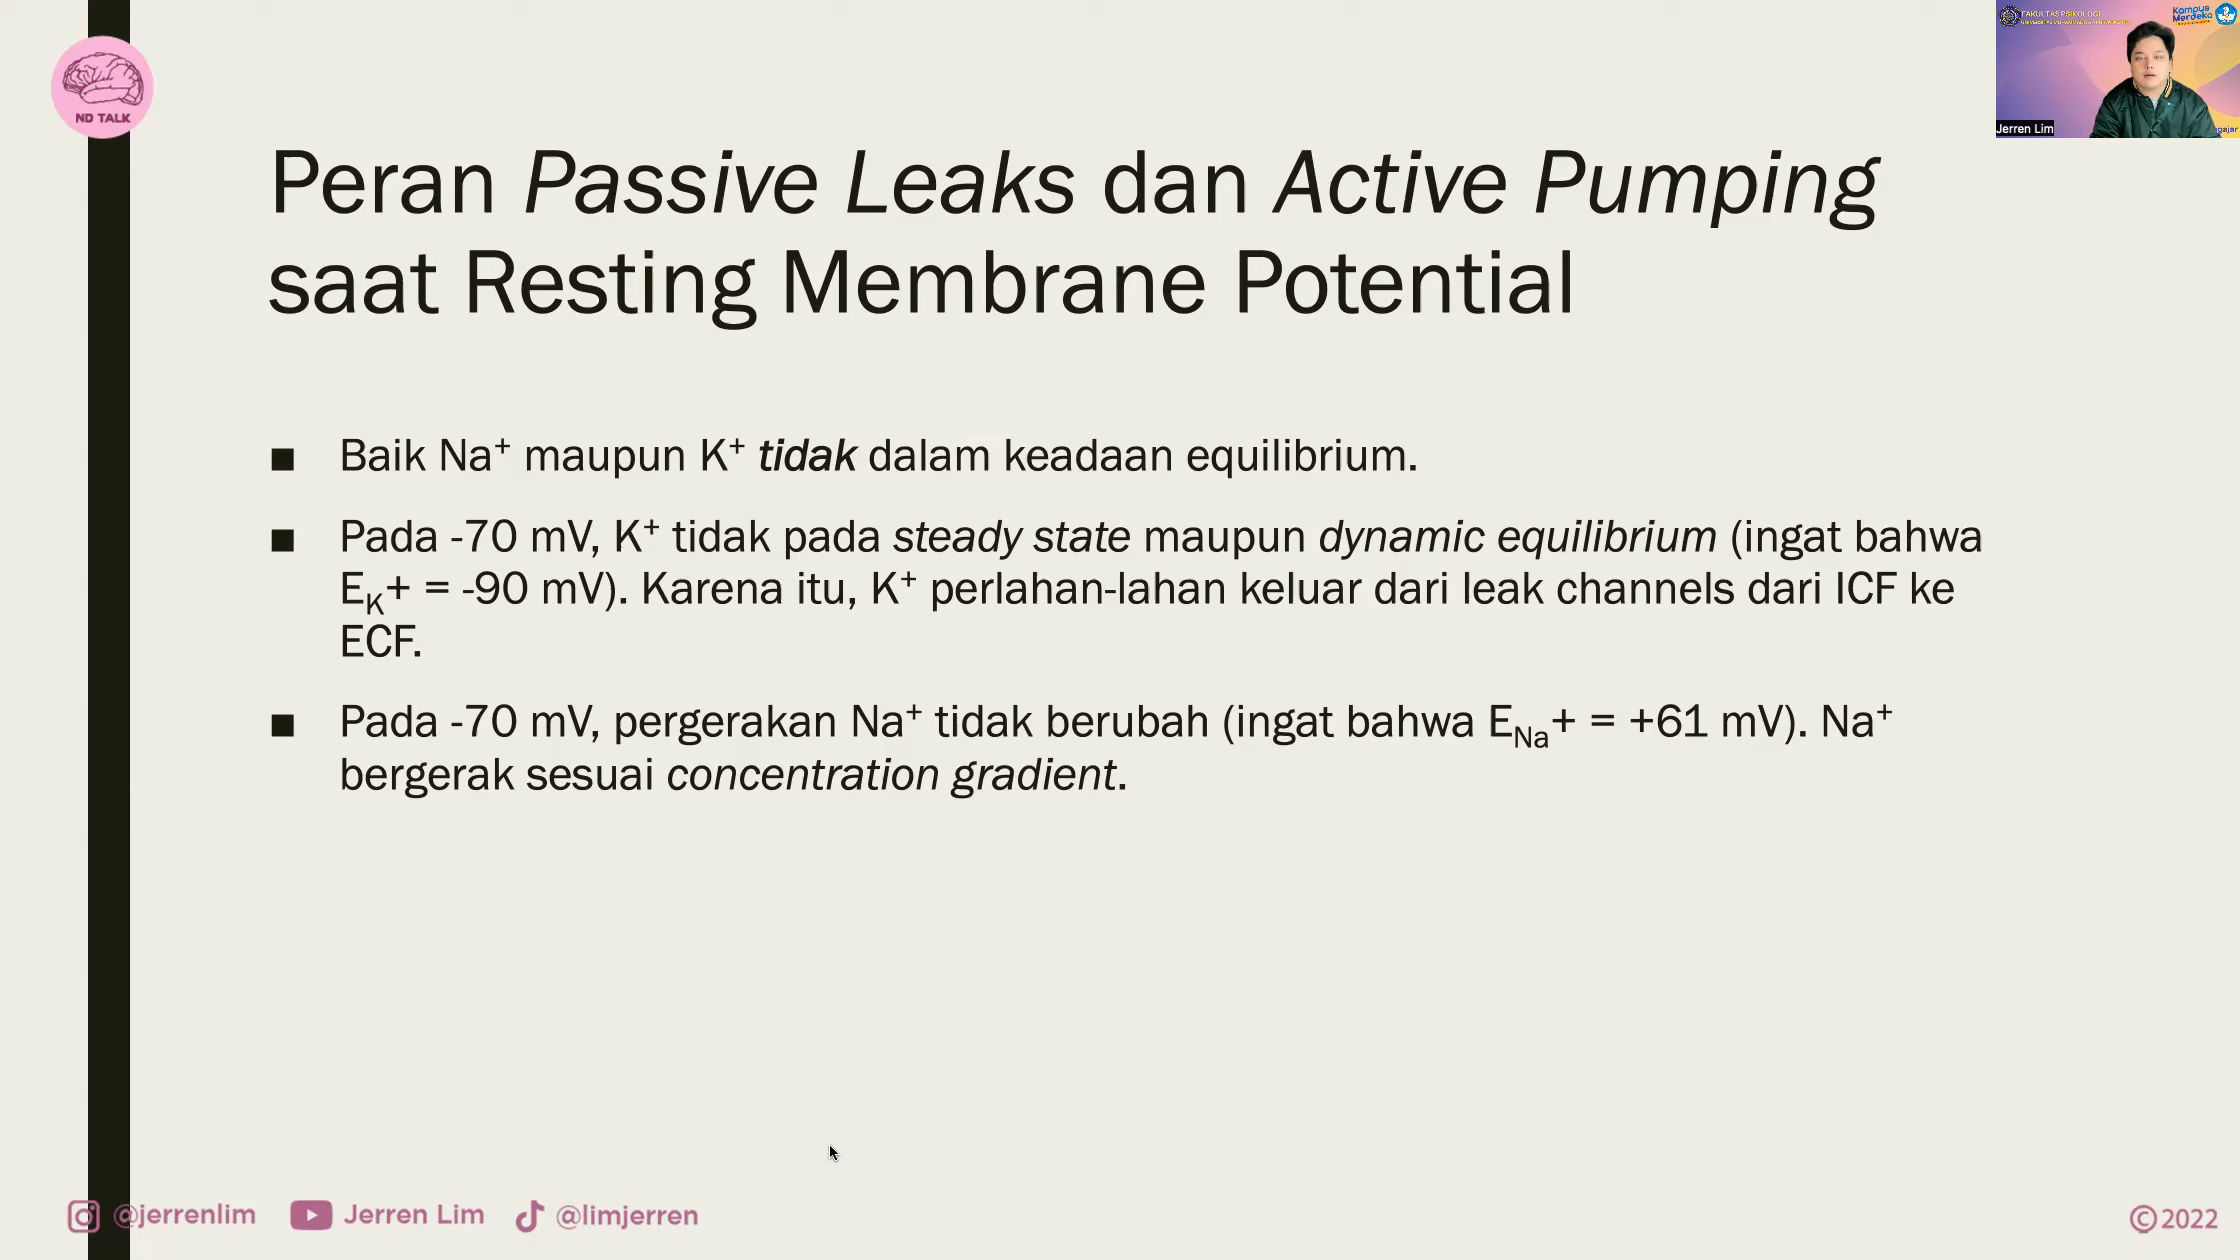 FAKULTAS PSIKOLOGI
Kampus
Merdeka
Jerren Lim
ND TALK
Peran Passive Leaks dan Active Pumping
saat Resting Membrane Potential
■ Baik Na⁺ maupun K⁺ tidak dalam keadaan equilibrium.
■ Pada -70 mV, K⁺ tidak pada steady state maupun dynamic equilibrium (ingat bahwa
E_K+ = -90 mV). Karena itu, K⁺ perlahan-lahan keluar dari leak channels dari ICF ke
ECF.
■ Pada -70 mV, pergerakan Na⁺ tidak berubah (ingat bahwa E_Na+ = +61 mV). Na⁺
bergerak sesuai concentration gradient.
@jerrenlim Jerren Lim @limjerren
©2022